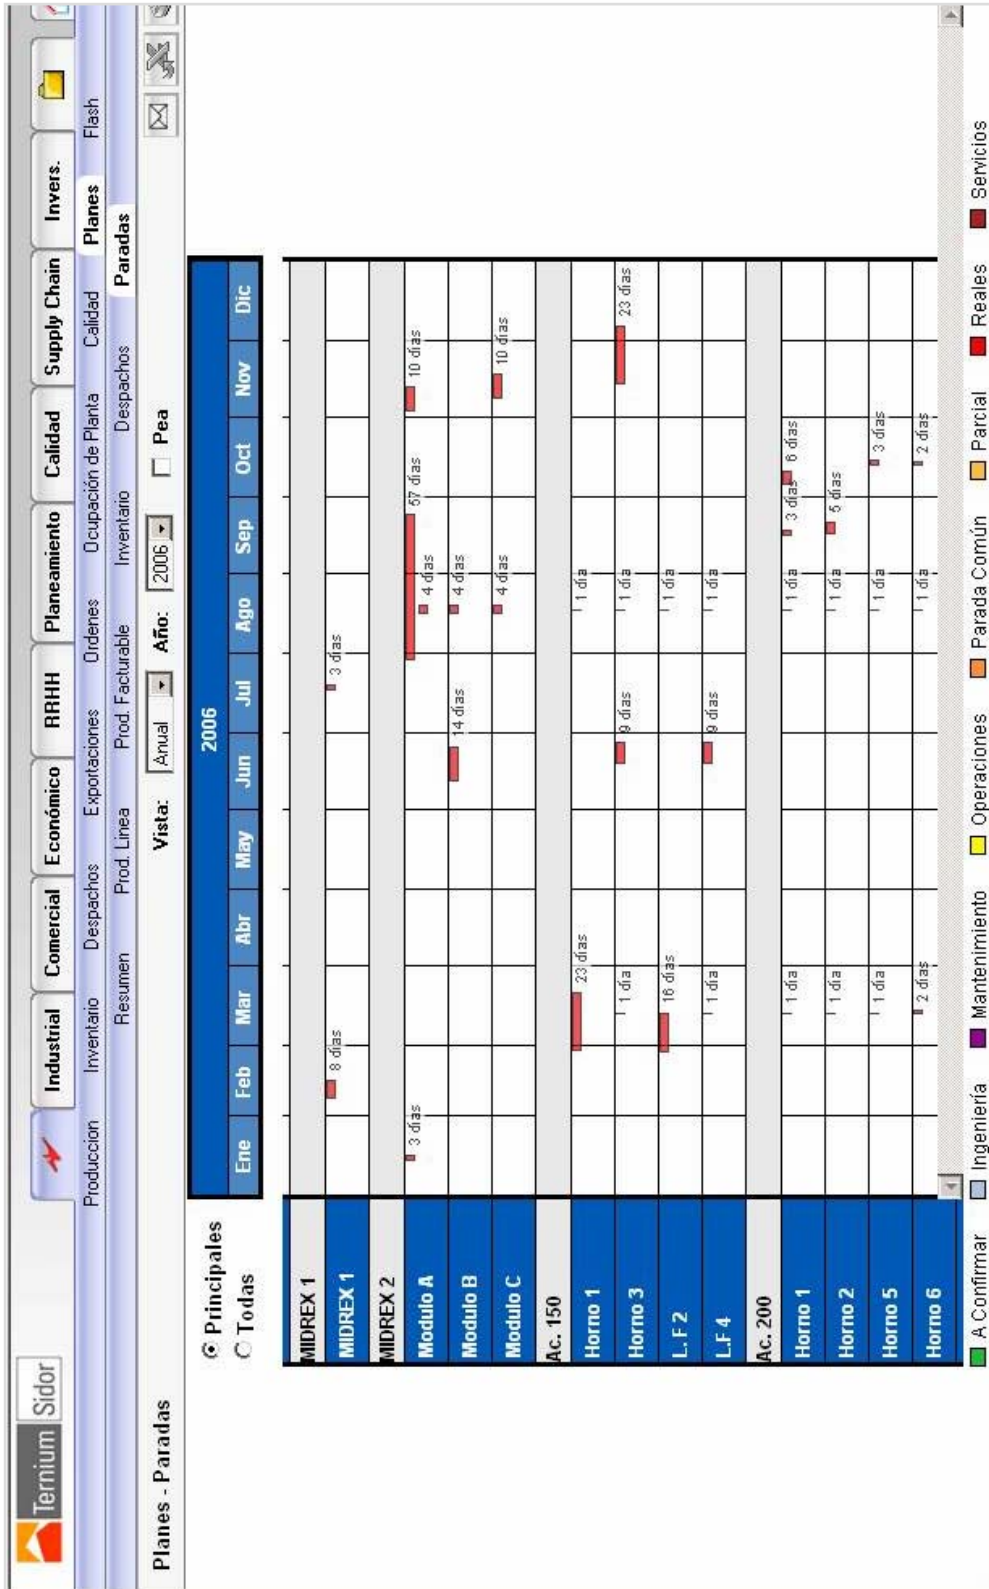 Ternium Sidor
Industrial Comercial Económico RRHH Planeamiento Calidad Supply Chain Invers.
Produccion Inventario Despachos Exportaciones Ordenes Ocupación de Planta Calidad Planes Flash
Resumen Prod. Linea Prod. Facturable Inventario Despachos Paradas
Planes - Paradas Vista: Anual Año: 2006 Pea
Principales 2006
Todas Ene Feb Mar Abr May Jun Jul Ago Sep Oct Nov Dic
MIDREX 1
MIDREX 1 8 días 3 días
MIDREX 2
Modulo A 3 días 57 días 4 días 10 días
Modulo B 14 días 4 días
Modulo C 4 días 10 días
Ac. 150
Horno 1 23 días 1 día
Horno 3 1 día 9 días 1 día 23 días
L. F 2 16 días 1 día
L.F 4 1 día 9 días 1 día
Ac. 200
Horno 1 1 día 1 día 3 días 6 días
Horno 2 1 día 1 día 5 días
Horno 5 1 día 1 día 3 días
Horno 6 2 días 1 día 2 días
A Confirmar Ingeniería Mantenimiento Operaciones Parada Común Parcial Reales Servicios